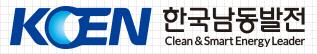 KOEN 한국남동발전
Clean & Smart Energy Leader